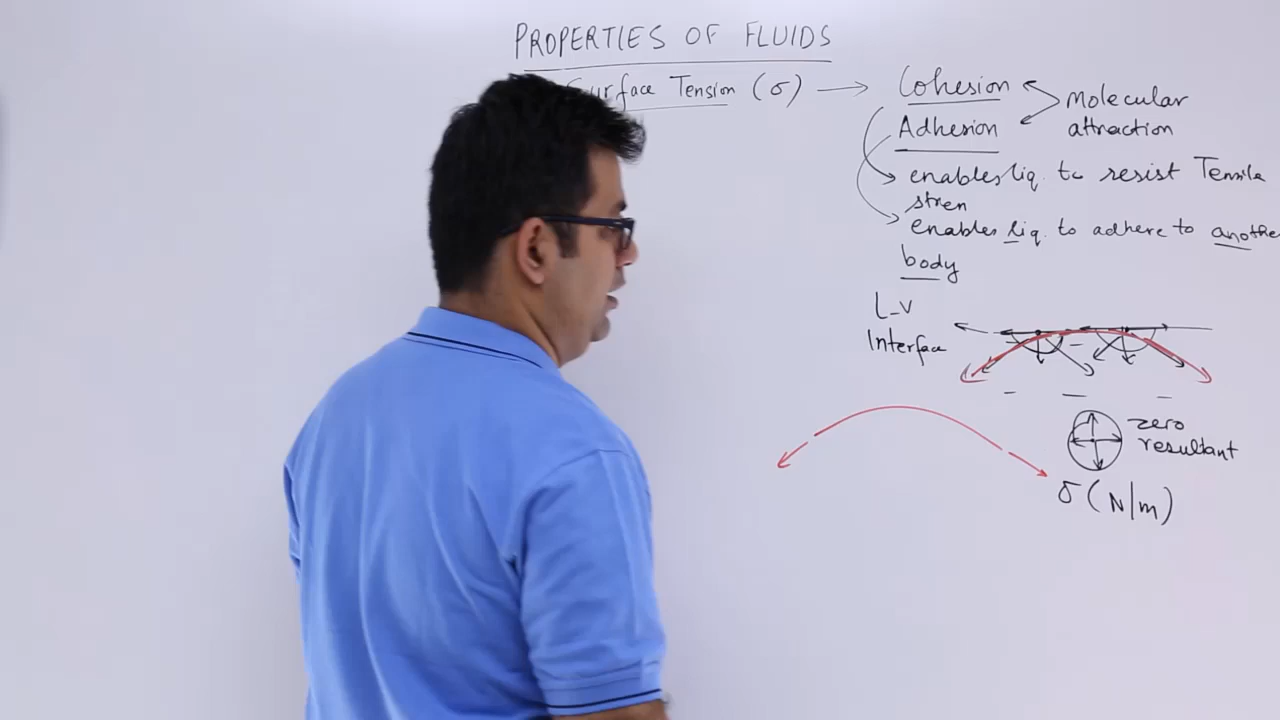 PROPERTIES OF FLUIDS
Surface Tension (σ) → Cohesion
Adhesion
Molecular
attraction
enables liq. to resist Tensile
stren
enables liq. to adhere to another
body
L-V
Interface
zero
resultant
σ (N/m)